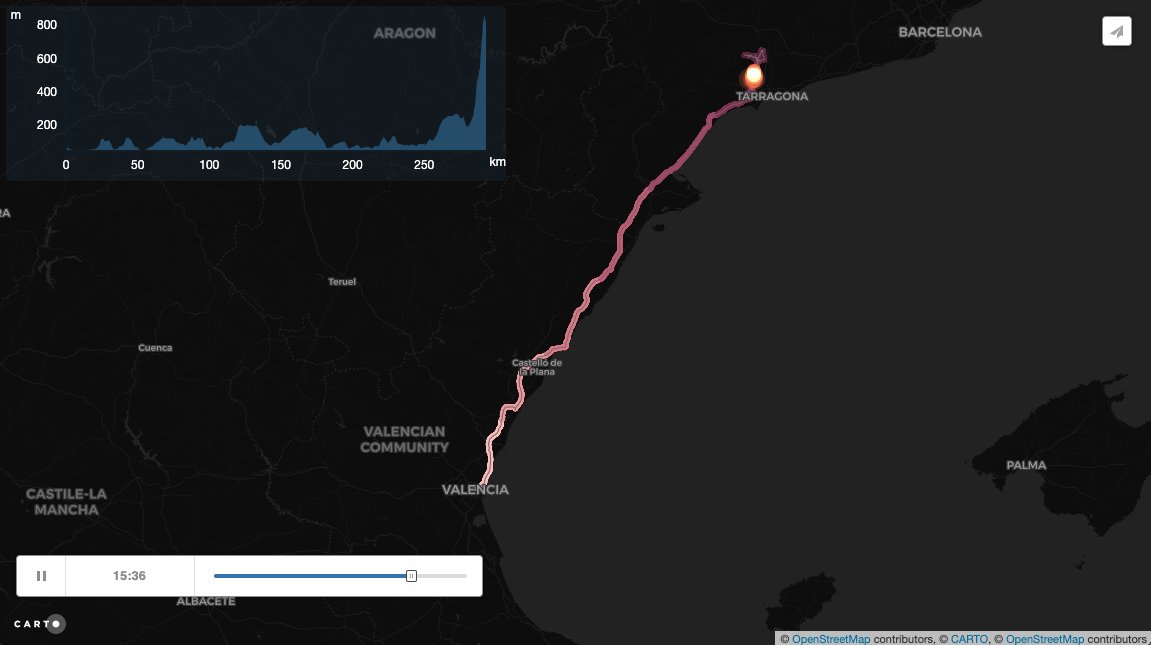 m
800
600
400
200
0
50
100
150
200
250
km
ARAGON
BARCELONA
TARRAGONA
RA
Teruel
Cuenca
Castelló de
la Plana
VALENCIAN
COMMUNITY
VALENCIA
PALMA
CASTILE-LA
MANCHA
15:36
ALBACETE
CARTO
© OpenStreetMap contributors, © CARTO, © OpenStreetMap contributors